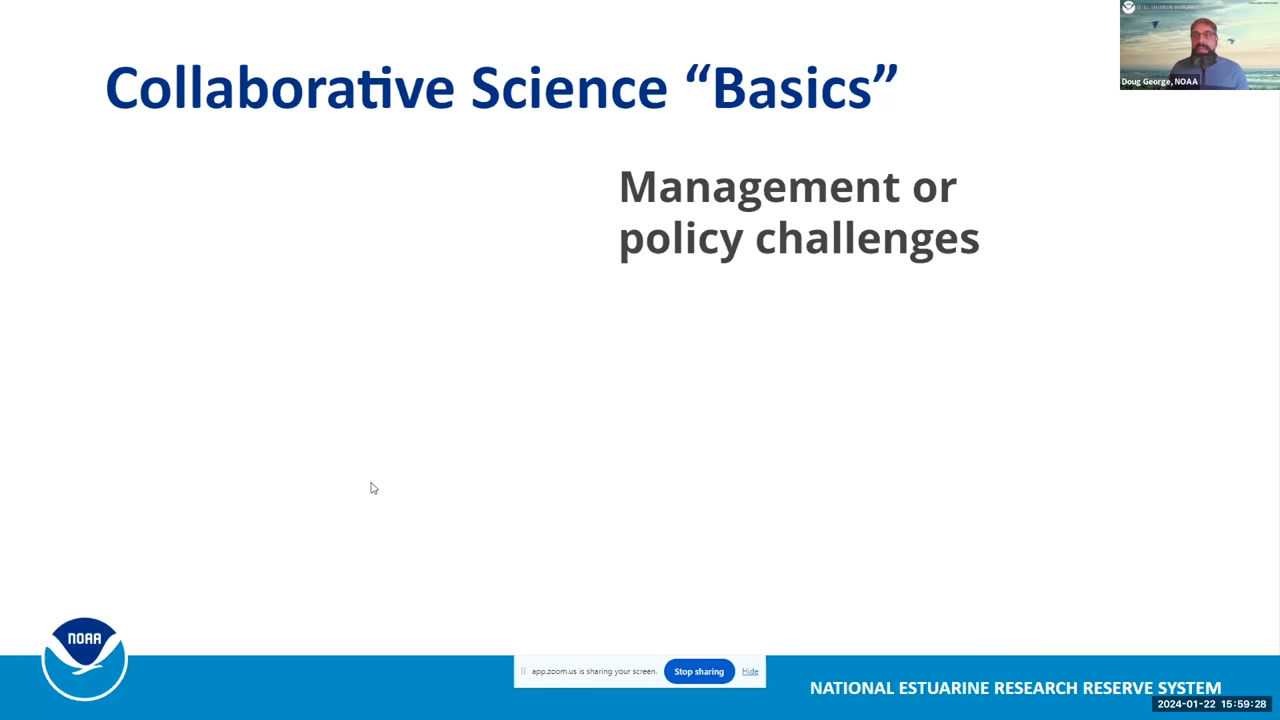 Collaborative Science “Basics”
Doug George, NOAA
Management or
policy challenges
NOAA
app.zoom.us is sharing your screen.
Stop sharing
Hide
NATIONAL ESTUARINE RESEARCH RESERVE SYSTEM
2024-01-22 15:59:28